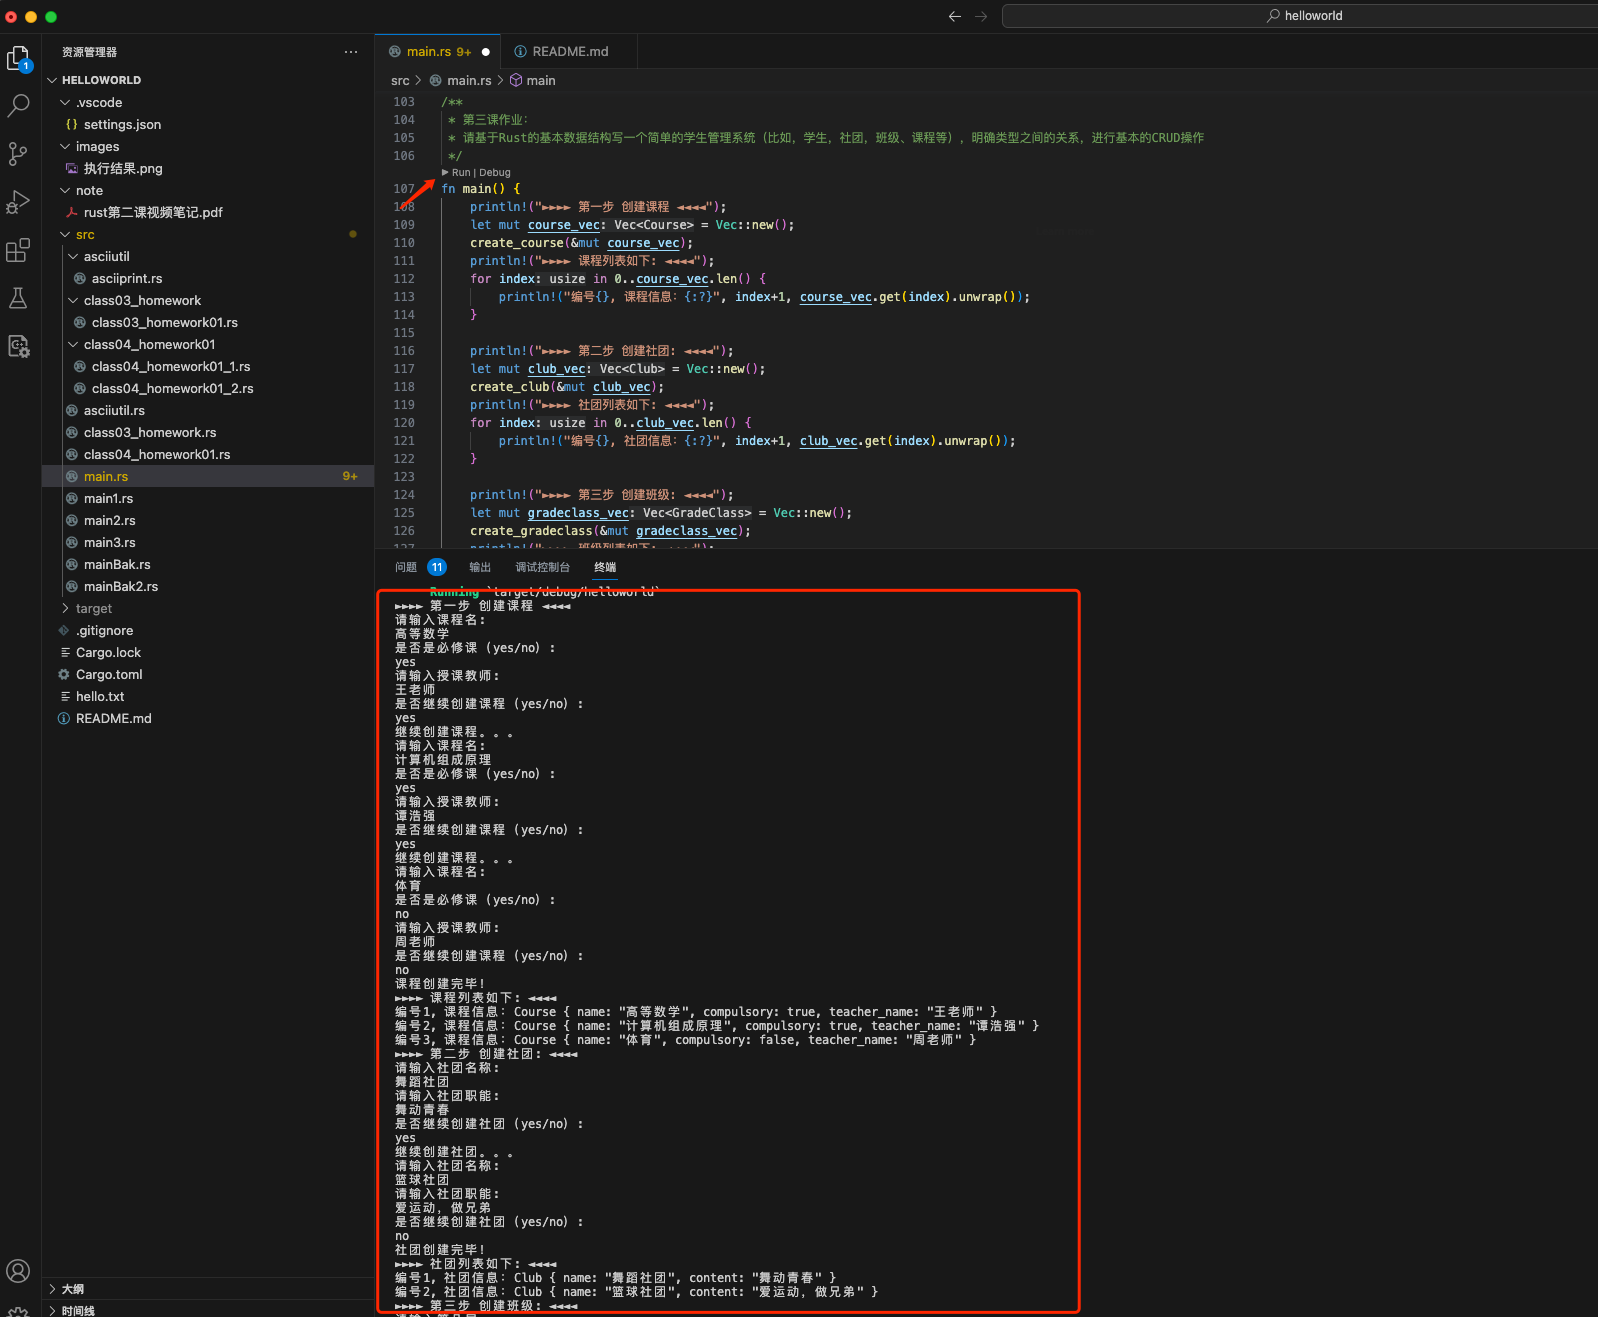 helloworld
资源管理器
main.rs 9+
README.md
1
HELLOWORLD
.vscode
{} settings.json
images
执行结果.png
note
rust第二课视频笔记.pdf
src
asciiutil
asciiprint.rs
class03_homework
class03_homework01.rs
class04_homework01
class04_homework01_1.rs
class04_homework01_2.rs
asciiutil.rs
class03_homework.rs
class04_homework01.rs
main.rs 9+
main1.rs
main2.rs
main3.rs
mainBak.rs
mainBak2.rs
target
.gitignore
Cargo.lock
Cargo.toml
hello.txt
README.md
大纲
时间线
src > main.rs > main
103 /**
104 * 第三课作业：
105 * 请基于Rust的基本数据结构写一个简单的学生管理系统（比如，学生，社团，班级、课程等），明确类型之间的关系，进行基本的CRUD操作
106 */
Run | Debug
107 fn main() {
108 println!("►►►► 第一步 创建课程 ◄◄◄◄");
109 let mut course_vec: Vec<Course> = Vec::new();
110 create_course(&mut course_vec);
111 println!("►►►► 课程列表如下: ◄◄◄◄");
112 for index: usize in 0..course_vec.len() {
113 println!("编号{}, 课程信息: {:?}", index+1, course_vec.get(index).unwrap());
114 }
115
116 println!("►►►► 第二步 创建社团: ◄◄◄◄");
117 let mut club_vec: Vec<Club> = Vec::new();
118 create_club(&mut club_vec);
119 println!("►►►► 社团列表如下: ◄◄◄◄");
120 for index: usize in 0..club_vec.len() {
121 println!("编号{}, 社团信息: {:?}", index+1, club_vec.get(index).unwrap());
122 }
123
124 println!("►►►► 第三步 创建班级: ◄◄◄◄");
125 let mut gradeclass_vec: Vec<GradeClass> = Vec::new();
126 create_gradeclass(&mut gradeclass_vec);
127 println!("►►►► 班级列表如下: ◄◄◄◄");
问题 11 输出 调试控制台 终端
Running `target/debug/helloworld`
►►►► 第一步 创建课程 ◄◄◄◄
请输入课程名:
高等数学
是否是必修课 (yes/no) :
yes
请输入授课教师:
王老师
是否继续创建课程 (yes/no) :
yes
继续创建课程。。。
请输入课程名:
计算机组成原理
是否是必修课 (yes/no) :
yes
请输入授课教师:
谭浩强
是否继续创建课程 (yes/no) :
yes
继续创建课程。。。
请输入课程名:
体育
是否是必修课 (yes/no) :
no
请输入授课教师:
周老师
是否继续创建课程 (yes/no) :
no
课程创建完毕!
►►►► 课程列表如下: ◄◄◄◄
编号1, 课程信息: Course { name: "高等数学", compulsory: true, teacher_name: "王老师" }
编号2, 课程信息: Course { name: "计算机组成原理", compulsory: true, teacher_name: "谭浩强" }
编号3, 课程信息: Course { name: "体育", compulsory: false, teacher_name: "周老师" }
►►►► 第二步 创建社团: ◄◄◄◄
请输入社团名称:
舞蹈社团
请输入社团职能:
舞动青春
是否继续创建社团 (yes/no) :
yes
继续创建社团。。。
请输入社团名称:
篮球社团
请输入社团职能:
爱运动, 做兄弟
是否继续创建社团 (yes/no) :
no
社团创建完毕!
►►►► 社团列表如下: ◄◄◄◄
编号1, 社团信息: Club { name: "舞蹈社团", content: "舞动青春" }
编号2, 社团信息: Club { name: "篮球社团", content: "爱运动, 做兄弟" }
►►►► 第三步 创建班级: ◄◄◄◄